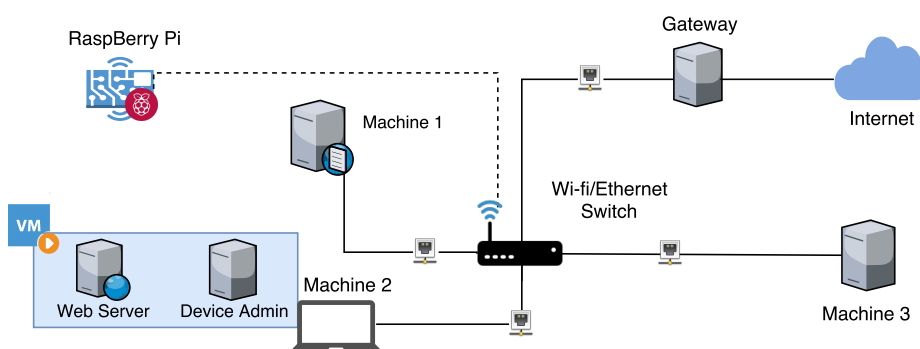 Gateway
RaspBerry Pi
Machine 1
Internet
Wi-fi/Ethernet
Switch
VM
Machine 2
Web Server
Device Admin
Machine 3